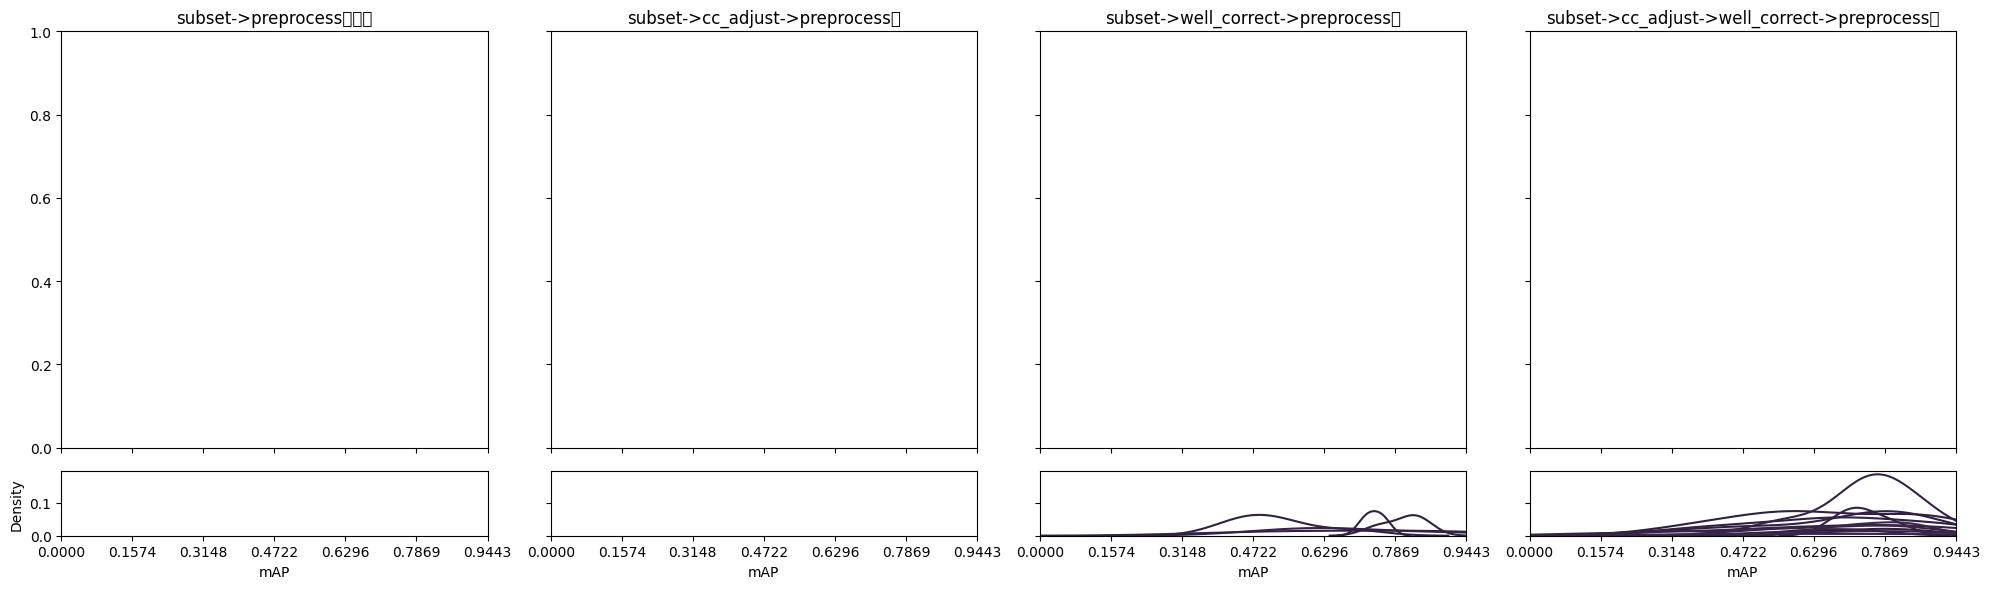 subset->preprocess▯▯▯
subset->cc_adjust->preprocess▯
subset->well_correct->preprocess▯
subset->cc_adjust->well_correct->preprocess▯
1.0
0.8
0.6
0.4
0.2
0.0
Density
0.1
0.0
0.0000 0.1574 0.3148 0.4722 0.6296 0.7869 0.9443
0.0000 0.1574 0.3148 0.4722 0.6296 0.7869 0.9443
0.0000 0.1574 0.3148 0.4722 0.6296 0.7869 0.9443
0.0000 0.1574 0.3148 0.4722 0.6296 0.7869 0.9443
mAP
mAP
mAP
mAP